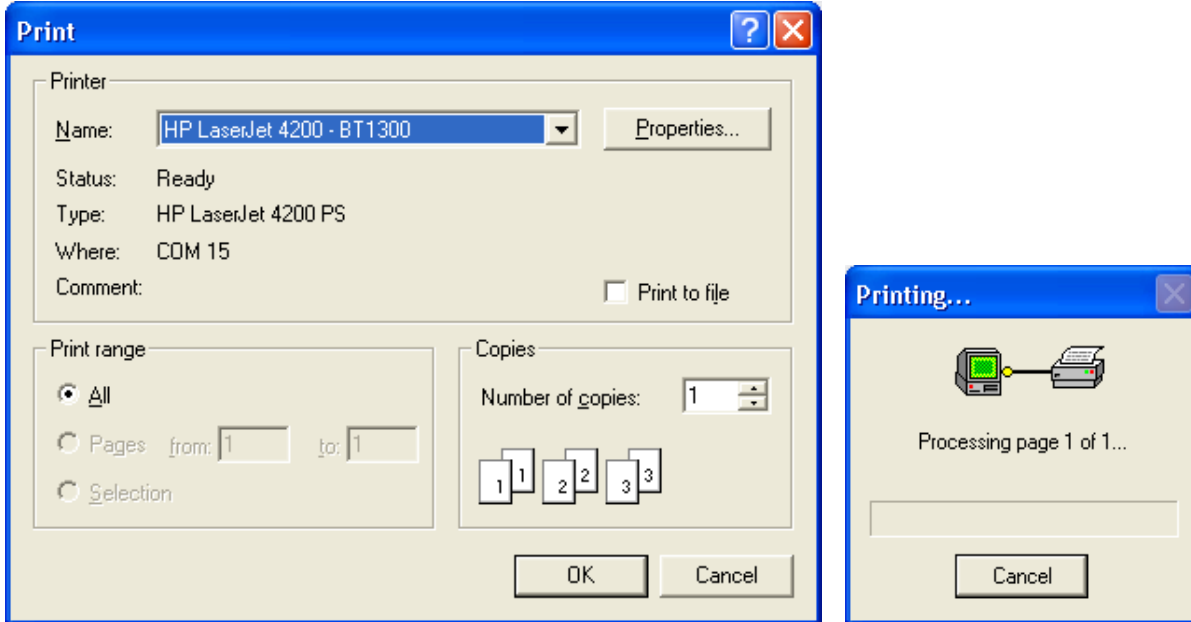 Print
Printer
Name: HP LaserJet 4200 - BT1300 Properties...
Status: Ready
Type: HP LaserJet 4200 PS
Where: COM 15
Comment: Print to file
Print range
All
Pages from: 1 to: 1
Selection
Copies
Number of copies: 1
1 1 2 2 3 3
OK Cancel
Printing...
Processing page 1 of 1...
Cancel